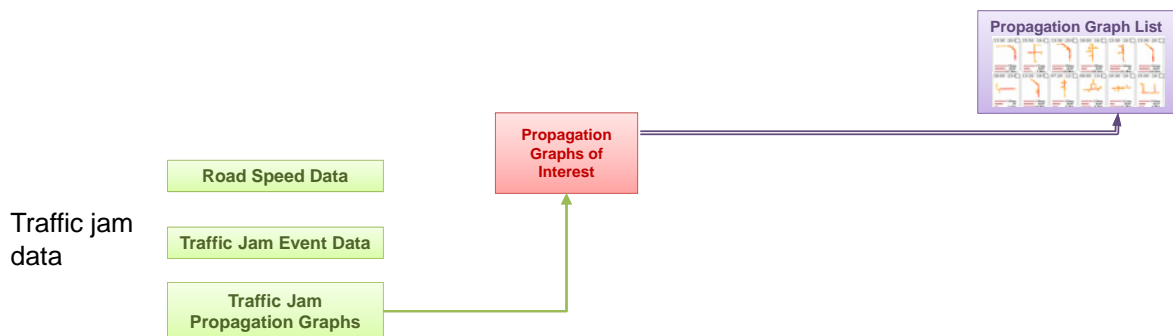 Propagation Graph List
Propagation
Graphs of
Interest
Road Speed Data
Traffic jam
data
Traffic Jam Event Data
Traffic Jam
Propagation Graphs